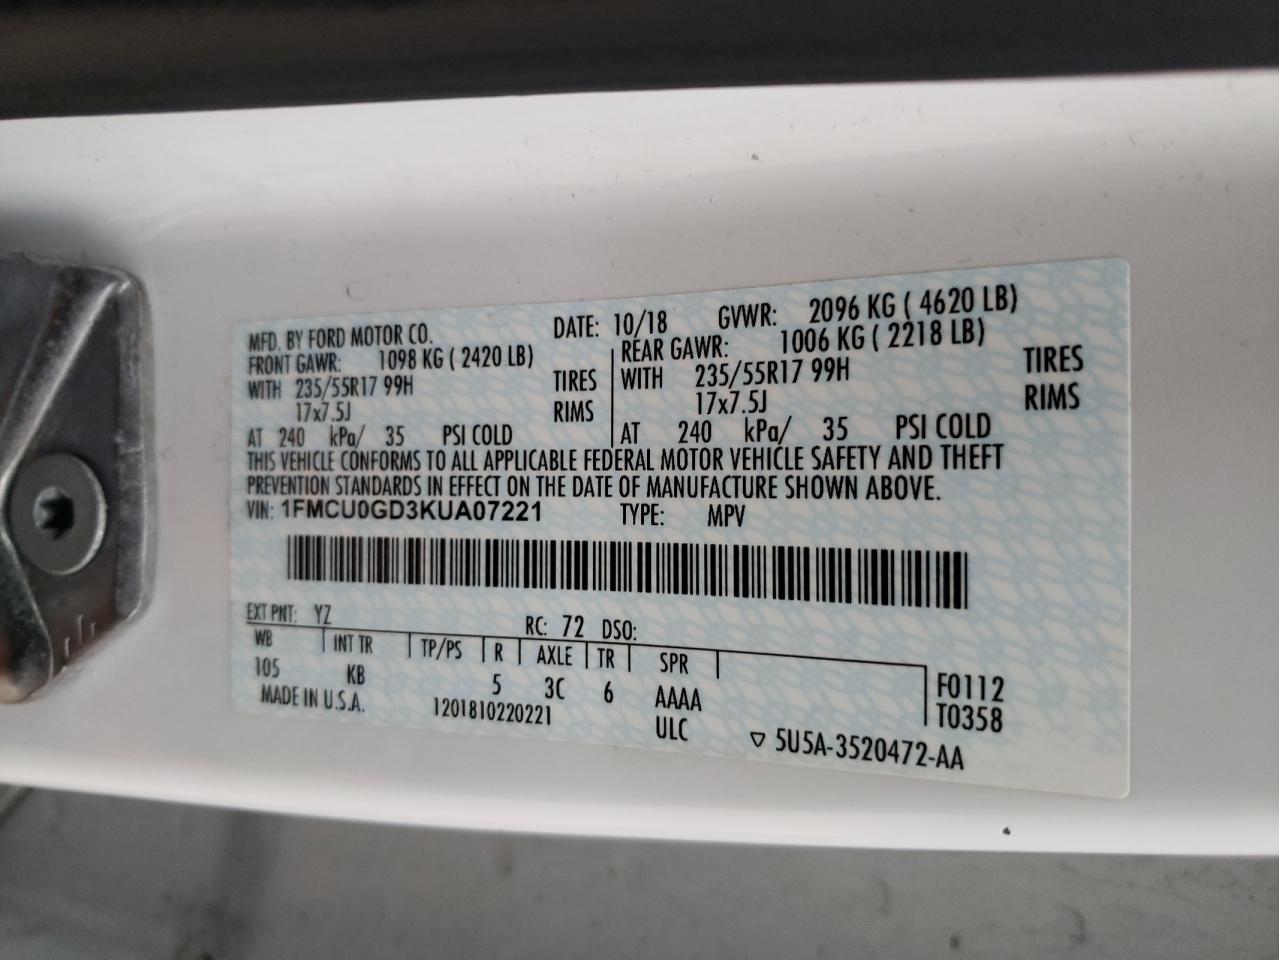 MFD. BY FORD MOTOR CO. DATE: 10/18 GVWR: 2096 KG ( 4620 LB)
FRONT GAWR: 1098 KG ( 2420 LB) REAR GAWR: 1006 KG ( 2218 LB)
WITH 235/55R17 99H TIRES WITH 235/55R17 99H TIRES
17x7.5J RIMS 17x7.5J RIMS
AT 240 kPa/ 35 PSI COLD AT 240 kPa/ 35 PSI COLD
THIS VEHICLE CONFORMS TO ALL APPLICABLE FEDERAL MOTOR VEHICLE SAFETY AND THEFT
PREVENTION STANDARDS IN EFFECT ON THE DATE OF MANUFACTURE SHOWN ABOVE.
VIN: 1FMCU0GD3KUA07221 TYPE: MPV
EXT PNT: YZ RC: 72 DSO:
WB INT TR TP/PS R AXLE TR SPR
105 KB 5 3C 6 AAAA F0112
MADE IN U.S.A. 1201810220221 ULC T0358
▽ 5U5A-3520472-AA